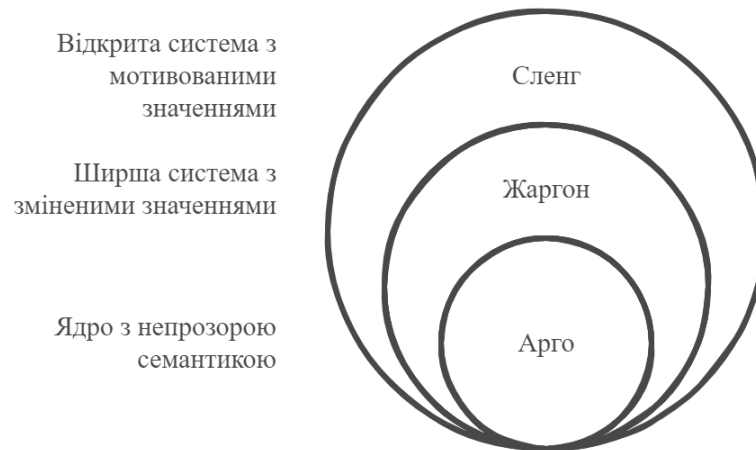 Відкрита система з
мотивованими
значеннями
Сленг
Ширша система з
зміненими значеннями
Жаргон
Ядро з непрозорою
семантикою
Арго